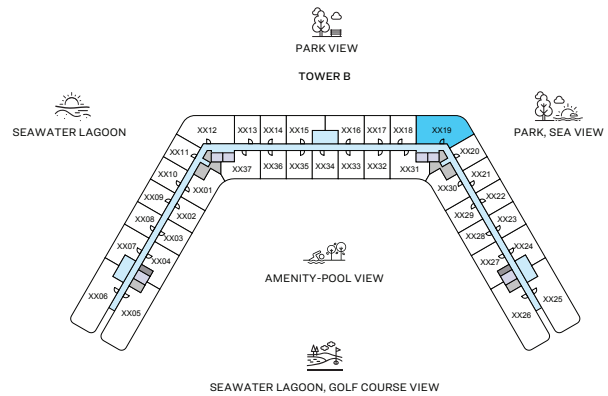 PARK VIEW
TOWER B
SEAWATER LAGOON
PARK, SEA VIEW
XX12
XX13
XX14
XX15
XX16
XX17
XX18
XX19
XX11
XX20
XX10
XX01
XX37
XX36
XX35
XX34
XX33
XX32
XX31
XX30
XX21
XX09
XX02
XX29
XX22
XX08
XX03
XX28
XX23
XX07
XX04
XX27
XX24
XX06
XX05
XX26
XX25
AMENITY-POOL VIEW
SEAWATER LAGOON, GOLF COURSE VIEW